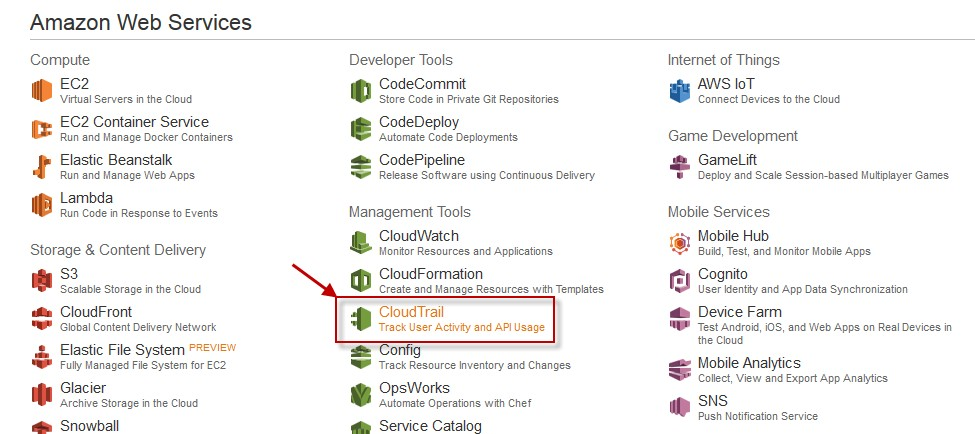 Amazon Web Services
Compute
EC2
Virtual Servers in the Cloud
EC2 Container Service
Run and Manage Docker Containers
Elastic Beanstalk
Run and Manage Web Apps
Lambda
Run Code in Response to Events
Storage & Content Delivery
S3
Scalable Storage in the Cloud
CloudFront
Global Content Delivery Network
Elastic File System PREVIEW
Fully Managed File System for EC2
Glacier
Archive Storage in the Cloud
Snowball
Developer Tools
CodeCommit
Store Code in Private Git Repositories
CodeDeploy
Automate Code Deployments
CodePipeline
Release Software using Continuous Delivery
Management Tools
CloudWatch
Monitor Resources and Applications
CloudFormation
Create and Manage Resources with Templates
CloudTrail
Track User Activity and API Usage
Config
Track Resource Inventory and Changes
OpsWorks
Automate Operations with Chef
Service Catalog
Internet of Things
AWS IoT
Connect Devices to the Cloud
Game Development
GameLift
Deploy and Scale Session-based Multiplayer Games
Mobile Services
Mobile Hub
Build, Test, and Monitor Mobile Apps
Cognito
User Identity and App Data Synchronization
Device Farm
Test Android, iOS, and Web Apps on Real Devices in
the Cloud
Mobile Analytics
Collect, View and Export App Analytics
SNS
Push Notification Service